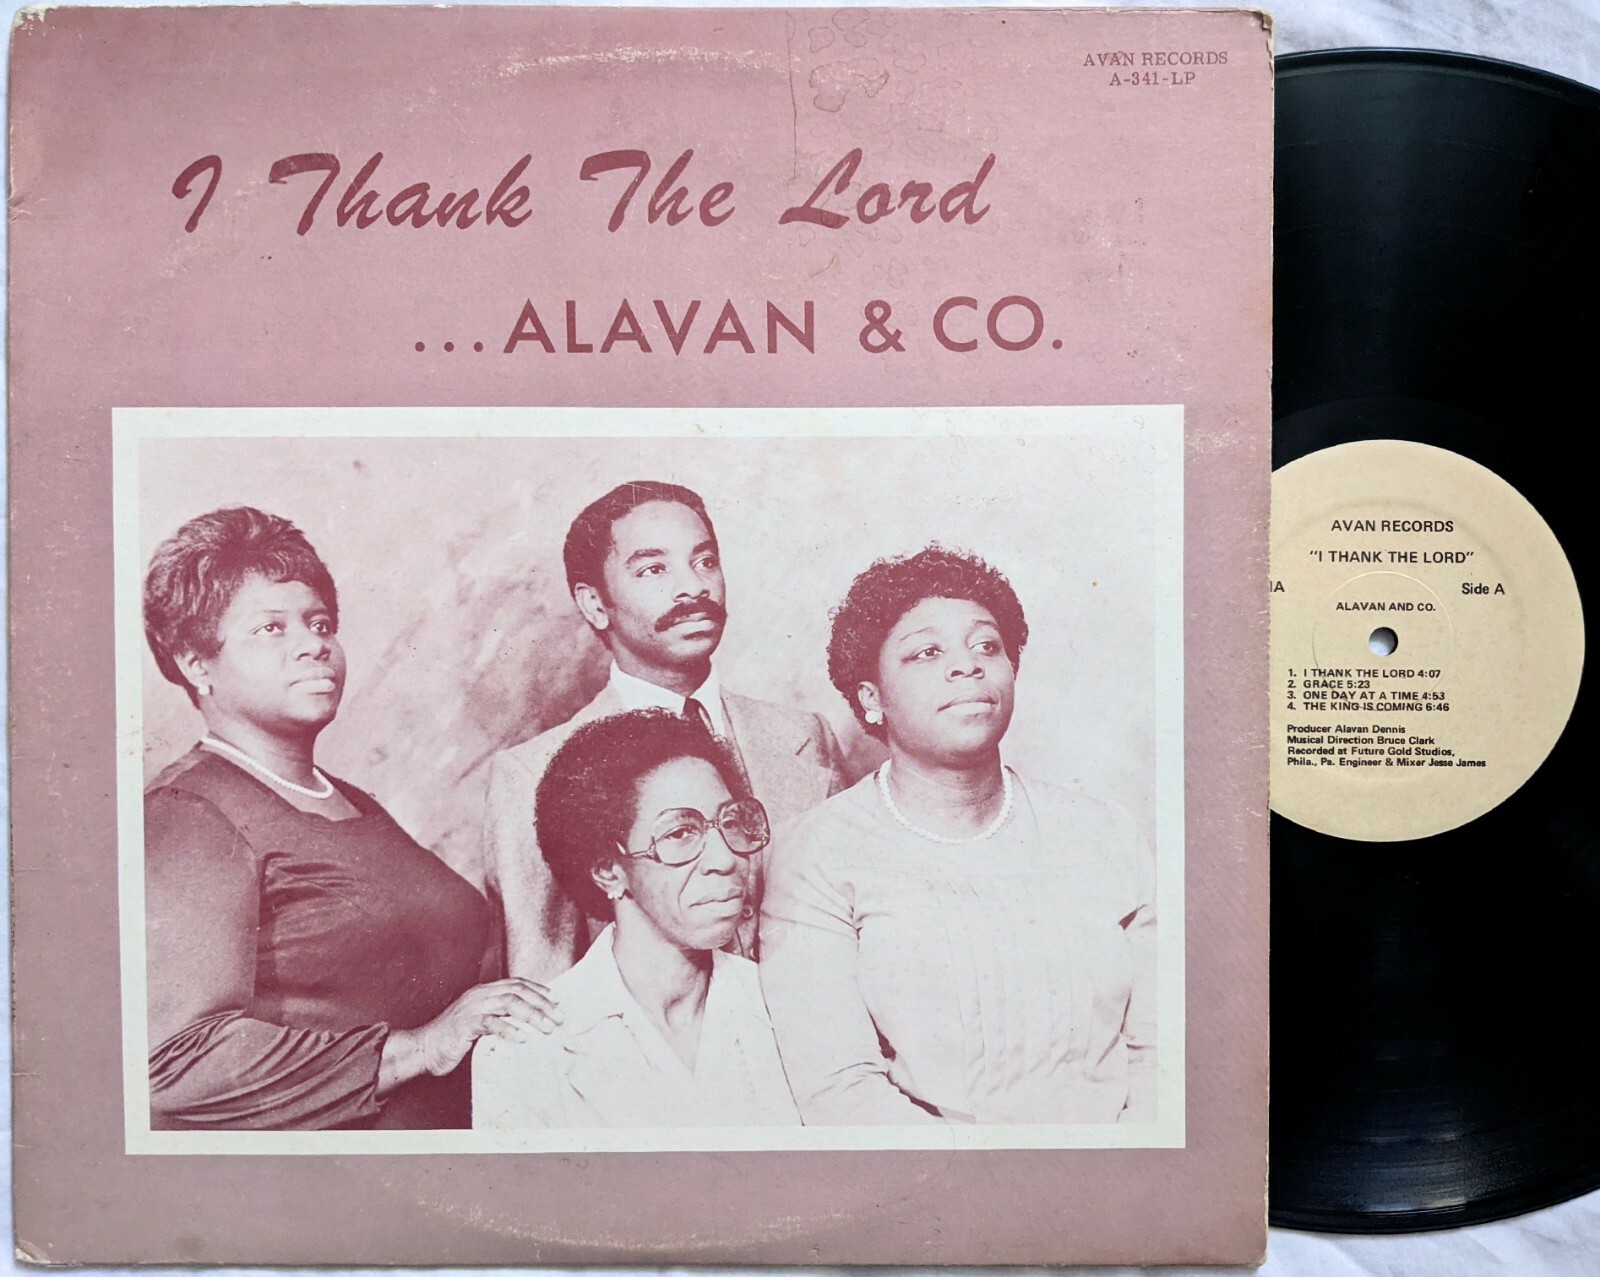 AVAN RECORDS
A-341-LP
I Thank The Lord
...ALAVAN & CO.
AVAN RECORDS
"I THANK THE LORD"
Side A
ALAVAN AND CO.
1. I THANK THE LORD 4:07
2. GRACE 5:23
3. ONE DAY AT A TIME 4:53
4. THE KING IS COMING 6:46
Producer Alavan Dennis
Musical Direction Bruce Clark
Recorded at Future Gold Studios,
Phila., Pa. Engineer & Mixer Jesse James